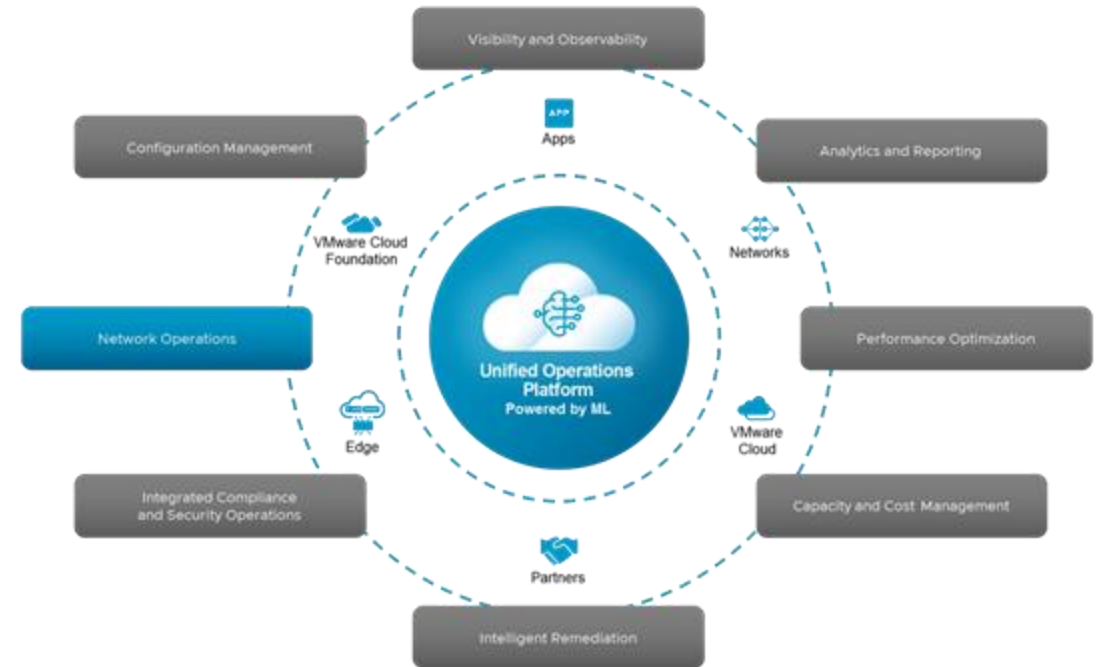 Visibility and Observability
APP
Apps
Configuration Management
Analytics and Reporting
VMware Cloud
Foundation
Networks
Network Operations
Unified Operations
Platform
Powered by ML
Performance Optimization
Edge
VMware
Cloud
Integrated Compliance
and Security Operations
Capacity and Cost Management
Partners
Intelligent Remediation